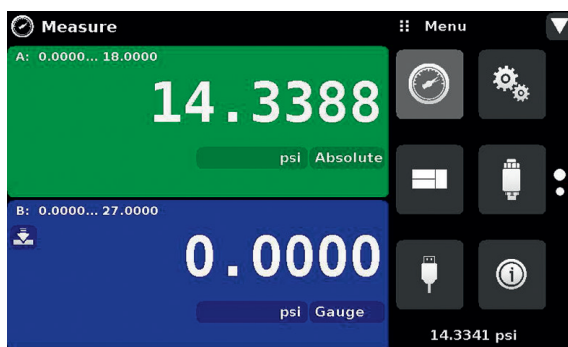 Measure
A: 0.0000... 18.0000
14.3388
psi Absolute
B: 0.0000... 27.0000
0.0000
psi Gauge
Menu
14.3341 psi